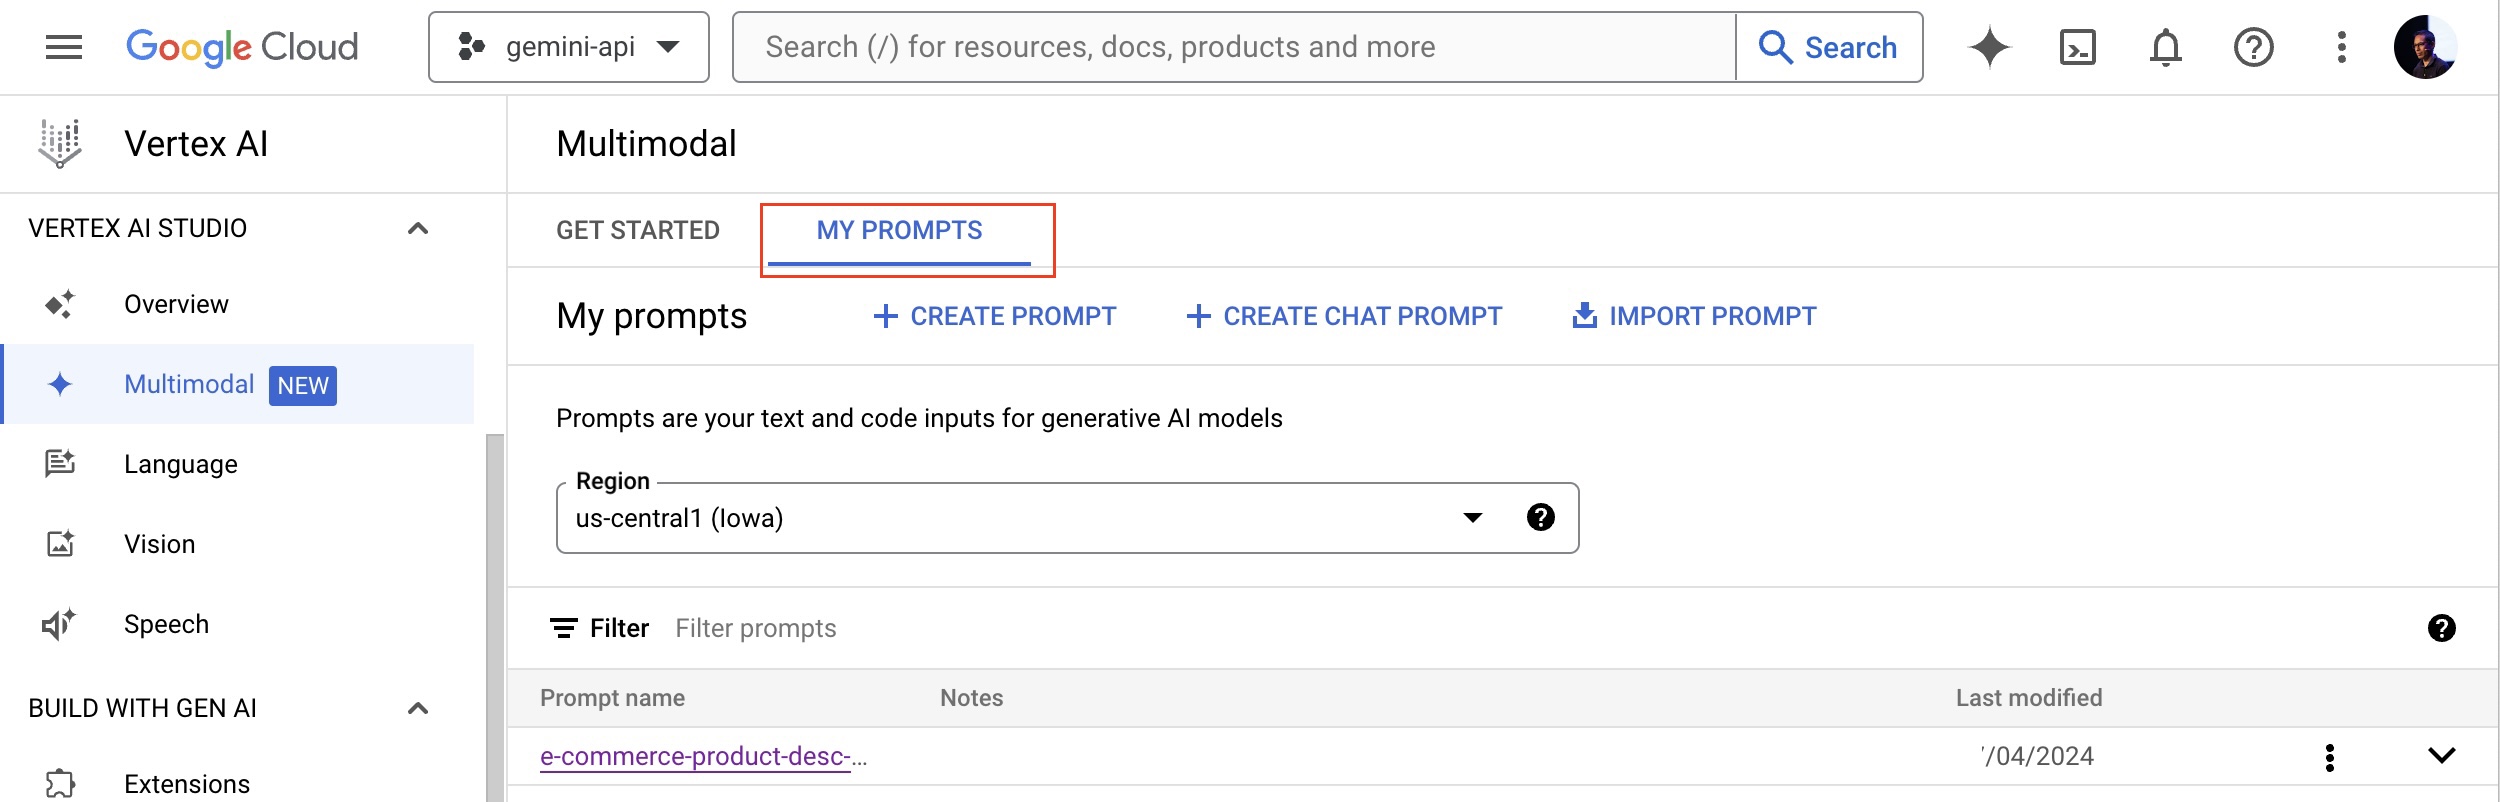 Google Cloud
gemini-api
Search (/) for resources, docs, products and more
Search
Vertex AI
VERTEX AI STUDIO
Overview
Multimodal NEW
Language
Vision
Speech
BUILD WITH GEN AI
Extensions
Multimodal
GET STARTED
MY PROMPTS
My prompts
CREATE PROMPT
CREATE CHAT PROMPT
IMPORT PROMPT
Prompts are your text and code inputs for generative AI models
Region
us-central1 (Iowa)
Filter Filter prompts
Prompt name Notes Last modified
e-commerce-product-desc-... /04/2024